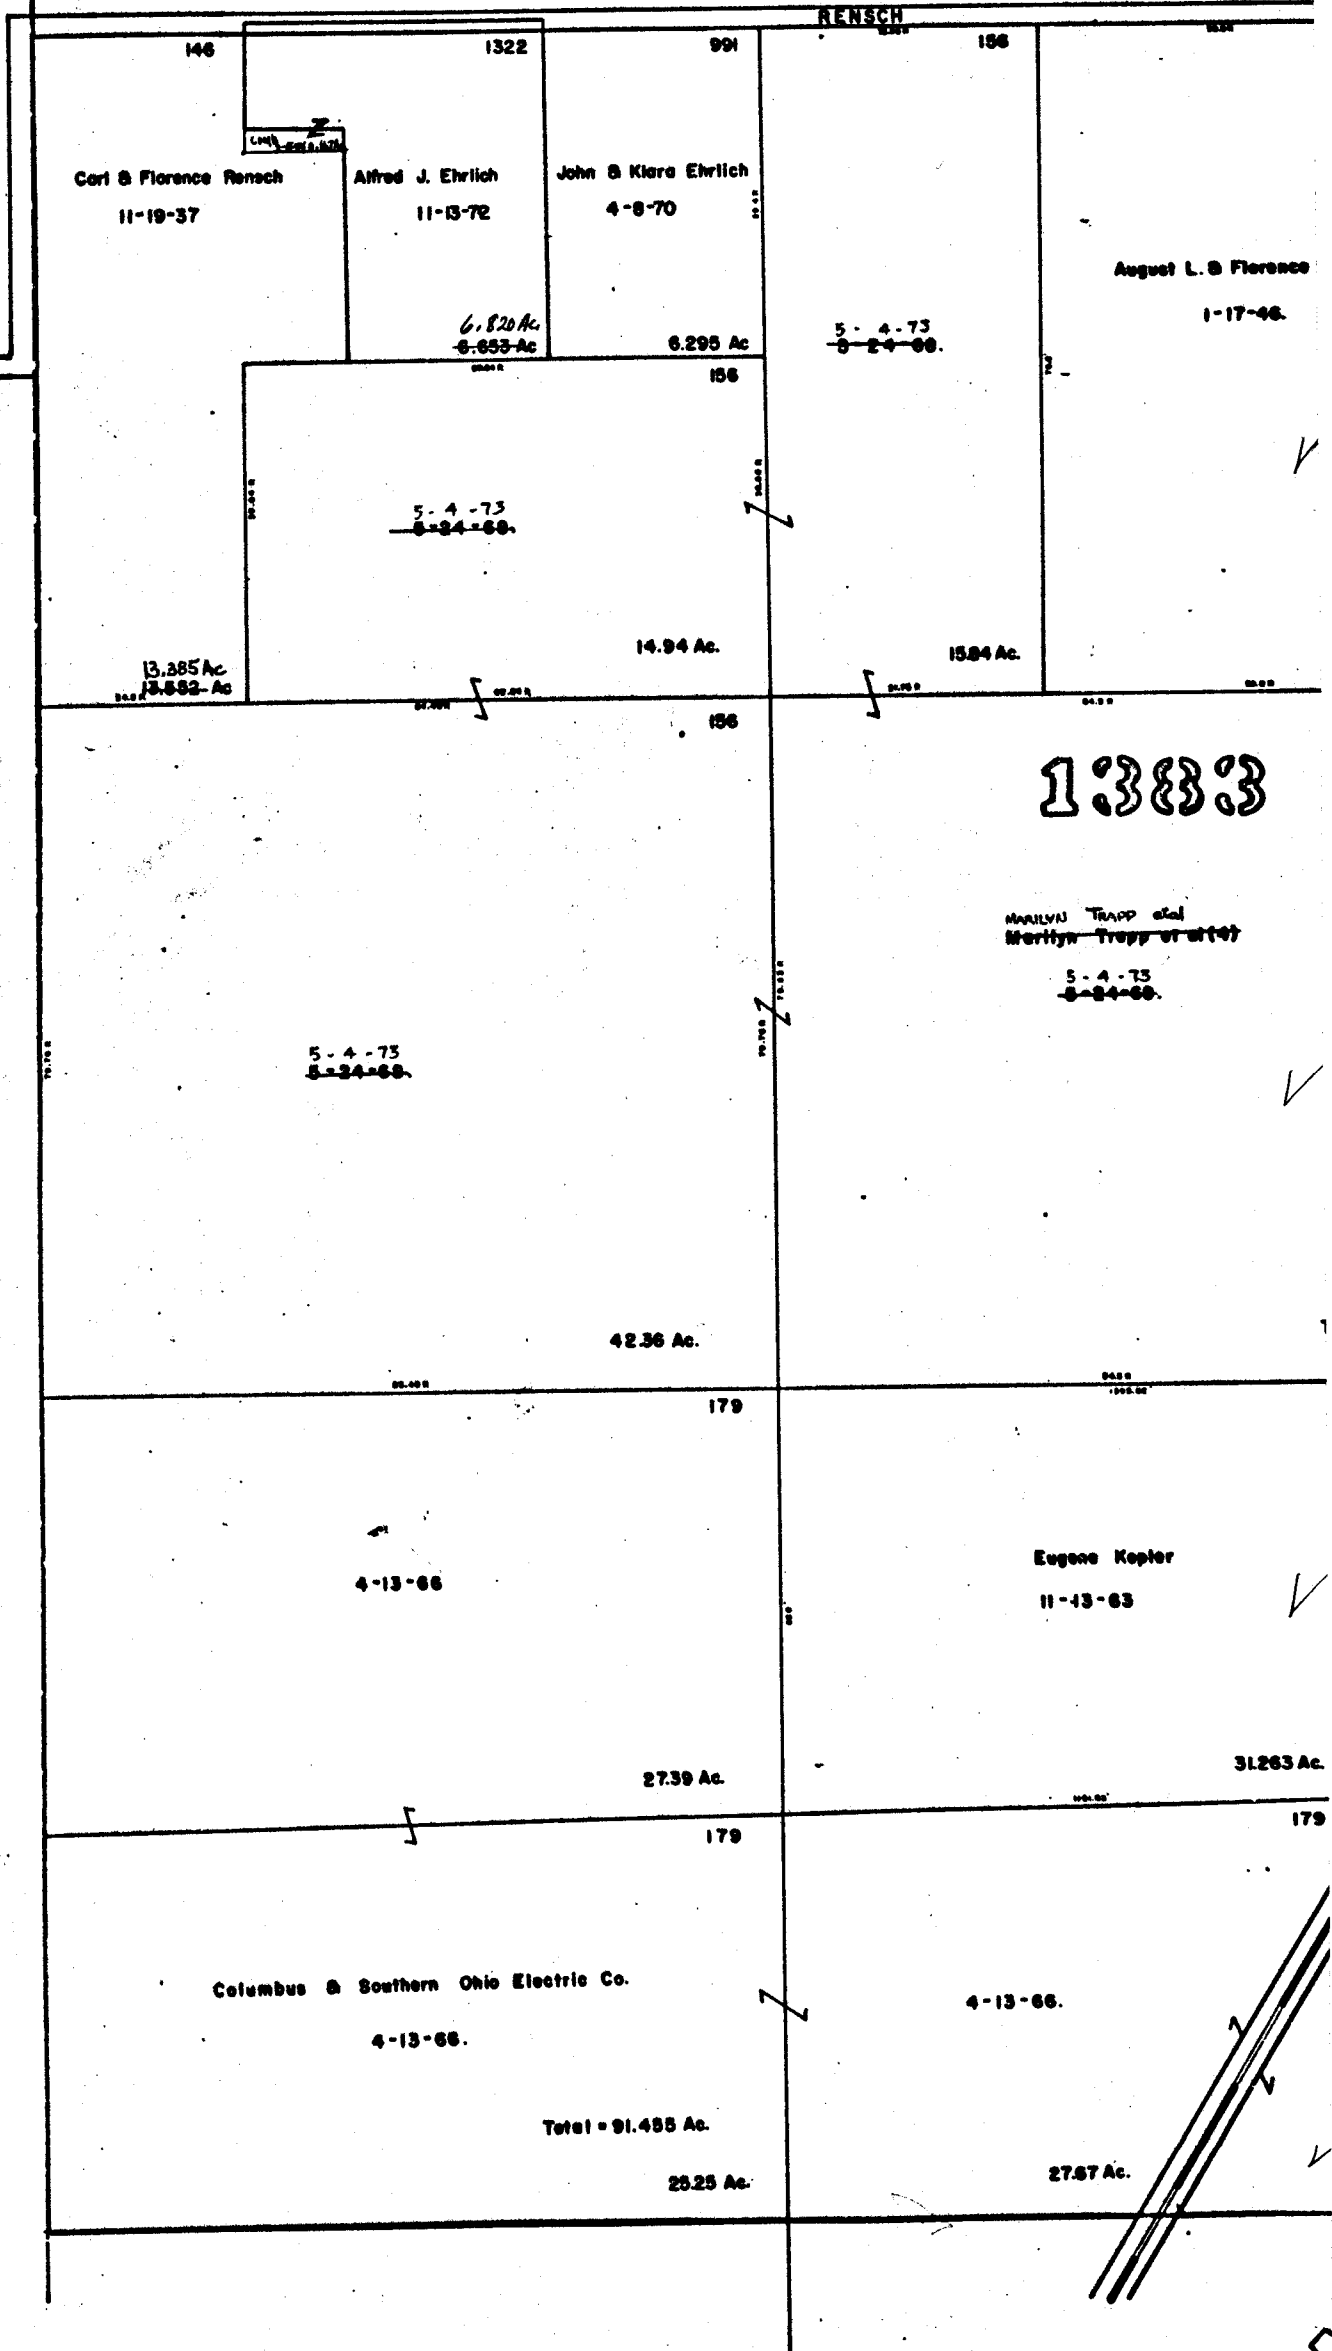 RENSCH
146
1322
991
156
Carl & Florence Rensch
11-19-37
Alfred J. Ehrlich
11-13-72
John & Klara Ehrlich
4-8-70
August L. & Florence
1-17-46.
6.820 Ac.
6.653 Ac
6.295 Ac
5-4-73
5-24-68.
156
5-4-73
5-24-68.
14.94 Ac.
15.84 Ac.
13.385 Ac
13.552 Ac
156
1383
MARILYN TRAPP etal
Marilyn Trapp et al (4)
5-4-73
5-24-68.
5-4-73
5-24-68.
42.36 Ac.
179
4-13-66
Eugene Kepler
11-13-63
27.39 Ac.
31.263 Ac.
179
179
Columbus & Southern Ohio Electric Co.
4-13-66.
4-13-66.
Total = 91.455 Ac.
25.25 Ac.
27.67 Ac.